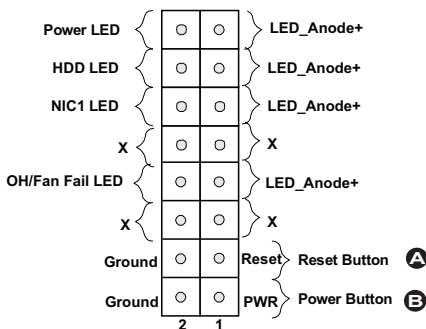 Power LED LED_Anode+
HDD LED LED_Anode+
NIC1 LED LED_Anode+
X X
OH/Fan Fail LED LED_Anode+
X X
Ground Reset Reset Button A
Ground PWR Power Button B
2 1